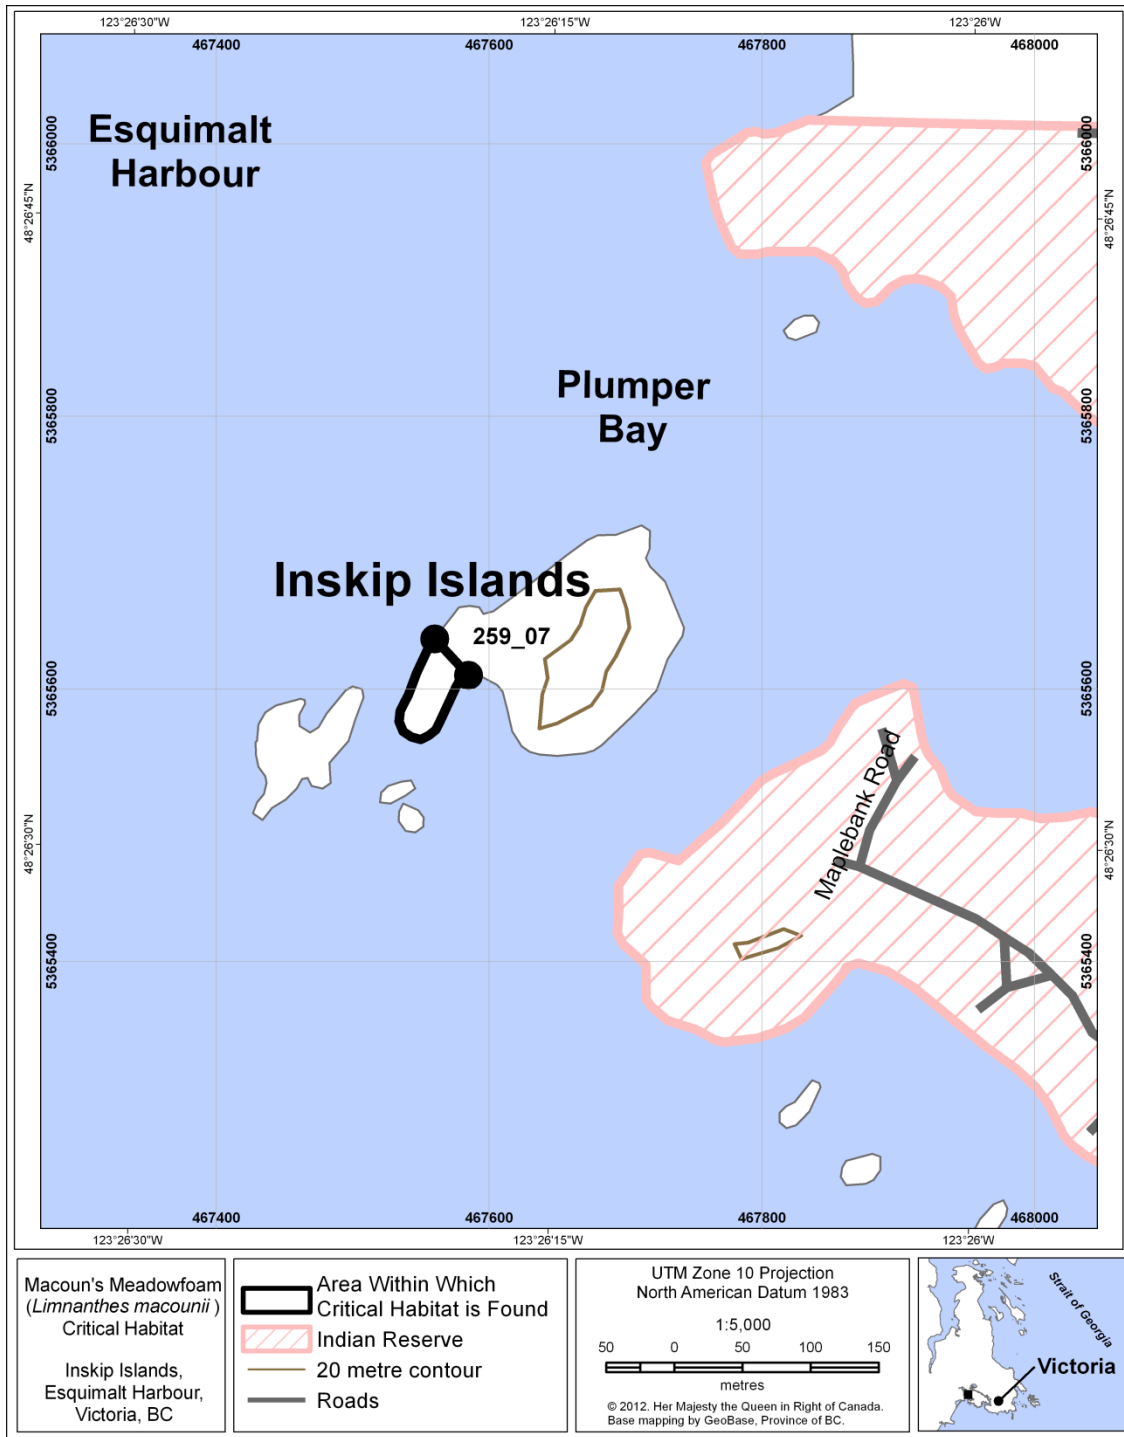 123°26'30"W 123°26'15"W 123°26'W
467400 467600 467800 468000
Esquimalt
Harbour
5366000 5366000
48°26'45"N 48°26'45"N
Plumper
Bay
5365800 5365800
Inskip Islands
259_07
5365600 5365600
Maplebank Road
48°26'30"N 48°26'30"N
5365400 5365400
467400 467600 467800 468000
123°26'30"W 123°26'15"W 123°26'W
Macoun's Meadowfoam
(Limnanthes macounii )
Critical Habitat
Inskip Islands,
Esquimalt Harbour,
Victoria, BC
Area Within Which
Critical Habitat is Found
Indian Reserve
20 metre contour
Roads
UTM Zone 10 Projection
North American Datum 1983
1:5,000
50 0 50 100 150
metres
© 2012. Her Majesty the Queen in Right of Canada.
Base mapping by GeoBase, Province of BC.
Strait of Georgia
Victoria